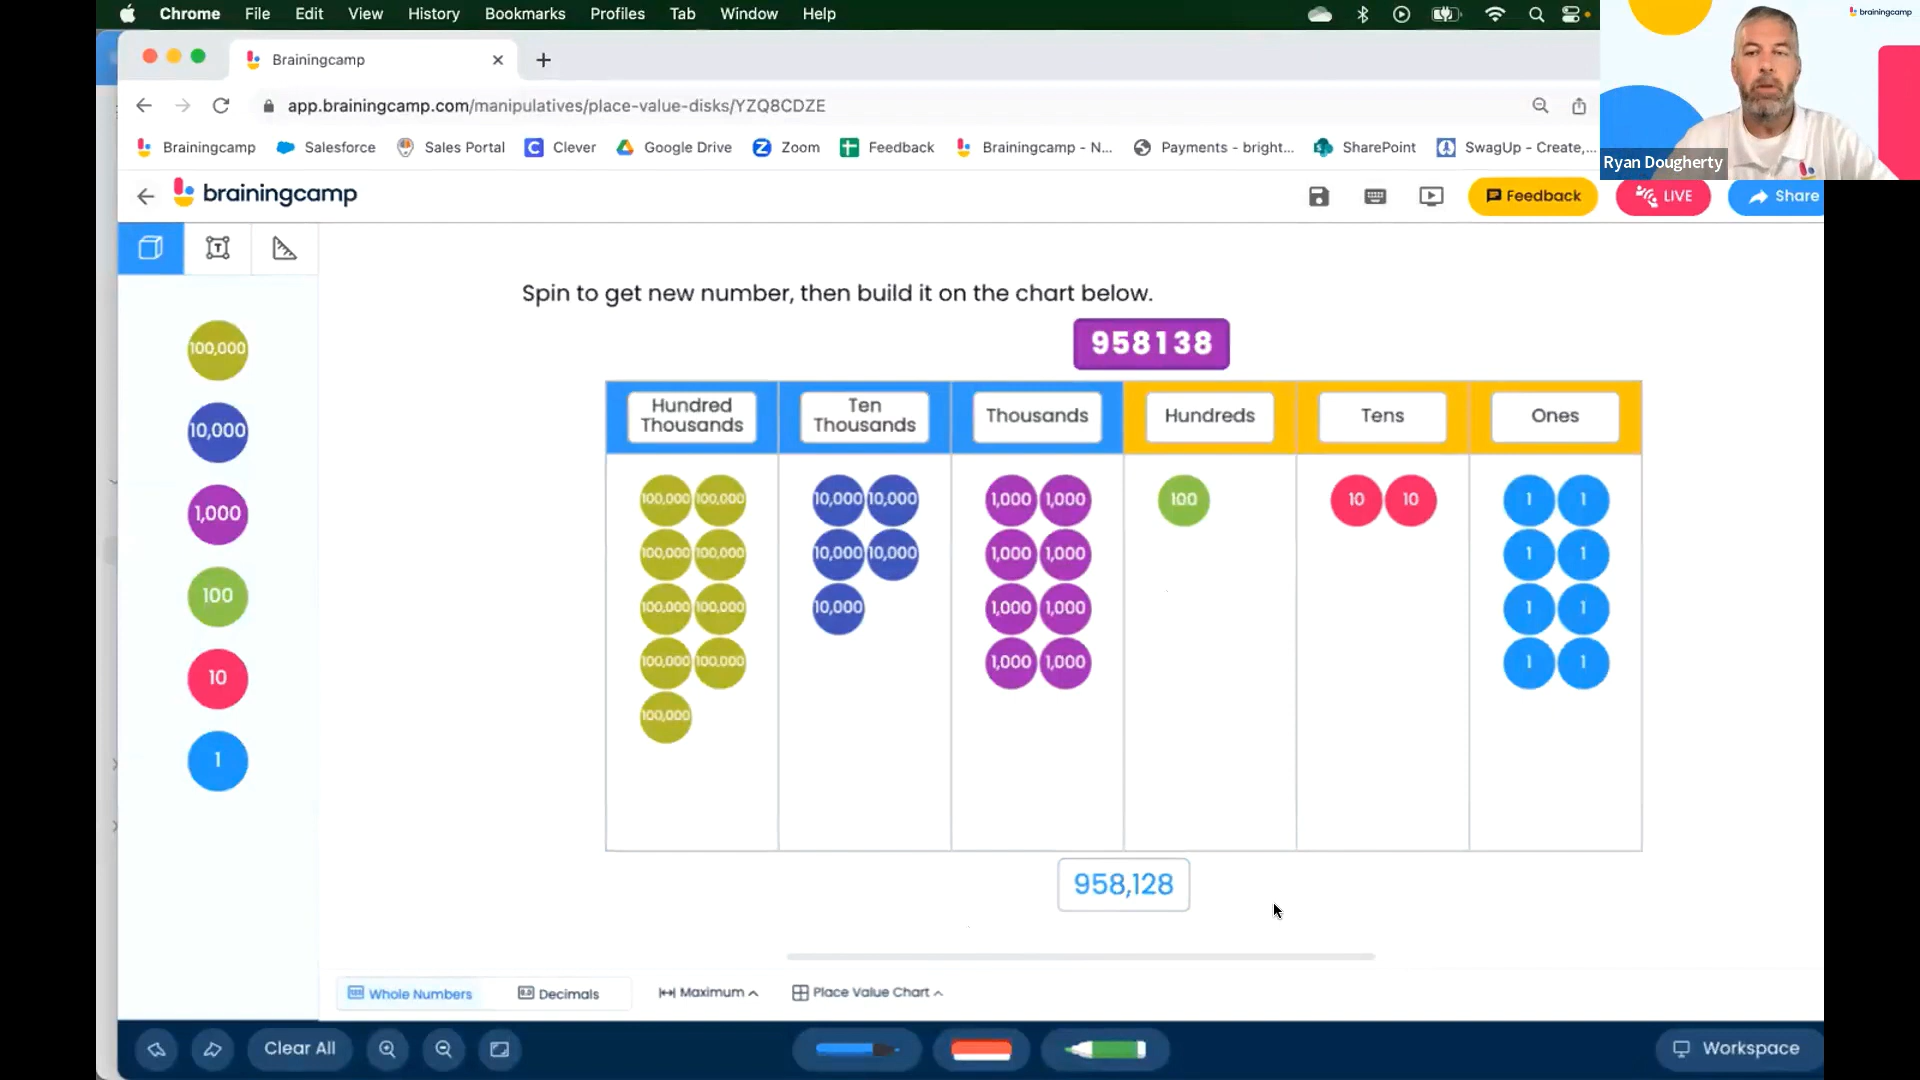 Chrome File Edit View History Bookmarks Profiles Tab Window Help
brainingcamp
Brainingcamp
app.brainingcamp.com/manipulatives/place-value-disks/YZQ8CDZE
Brainingcamp Salesforce Sales Portal Clever Google Drive Zoom Feedback Brainingcamp - N... Payments - bright... SharePoint SwagUp - Create,...
Ryan Dougherty
brainingcamp Feedback LIVE Share
T
Spin to get new number, then build it on the chart below.
958138
Hundred Thousands Ten Thousands Thousands Hundreds Tens Ones
100,000
10,000
1,000
100
10
1
100,000 100,000 10,000 10,000 1,000 1,000 100 10 10 1 1
100,000 100,000 10,000 10,000 1,000 1,000 1 1
100,000 100,000 10,000 1,000 1,000 1 1
100,000 100,000 1,000 1,000 1 1
100,000
958,128
Whole Numbers Decimals Maximum Place Value Chart
Clear All Workspace